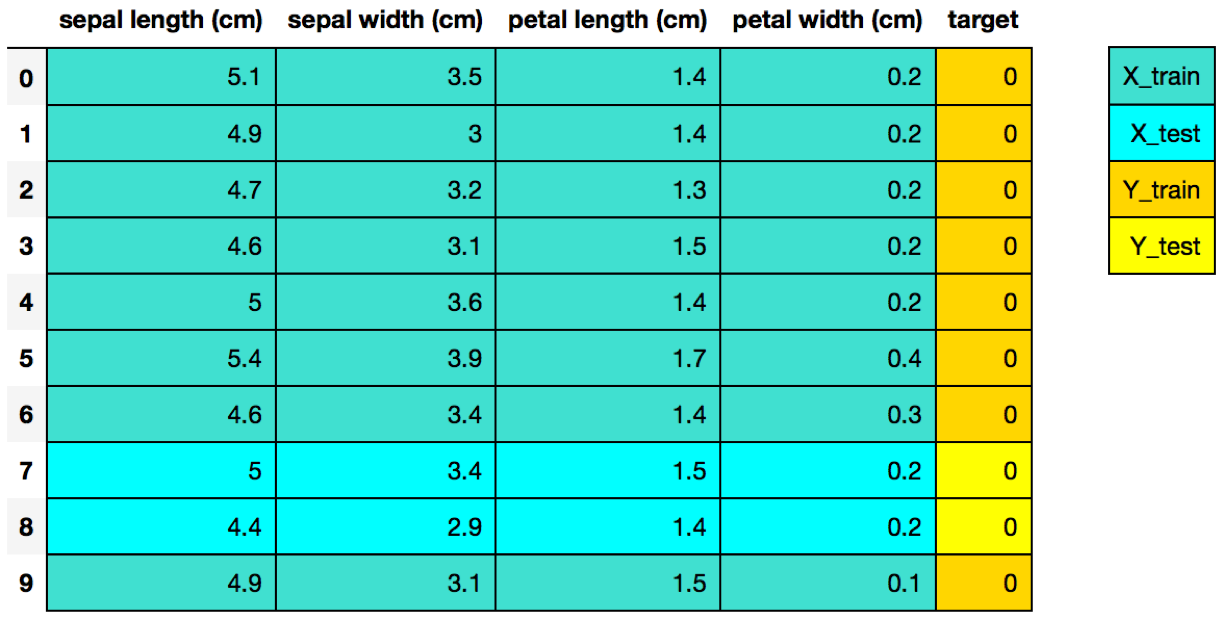 sepal length (cm) sepal width (cm) petal length (cm) petal width (cm) target
0 5.1 3.5 1.4 0.2 0
1 4.9 3 1.4 0.2 0
2 4.7 3.2 1.3 0.2 0
3 4.6 3.1 1.5 0.2 0
4 5 3.6 1.4 0.2 0
5 5.4 3.9 1.7 0.4 0
6 4.6 3.4 1.4 0.3 0
7 5 3.4 1.5 0.2 0
8 4.4 2.9 1.4 0.2 0
9 4.9 3.1 1.5 0.1 0
X_train
X_test
Y_train
Y_test